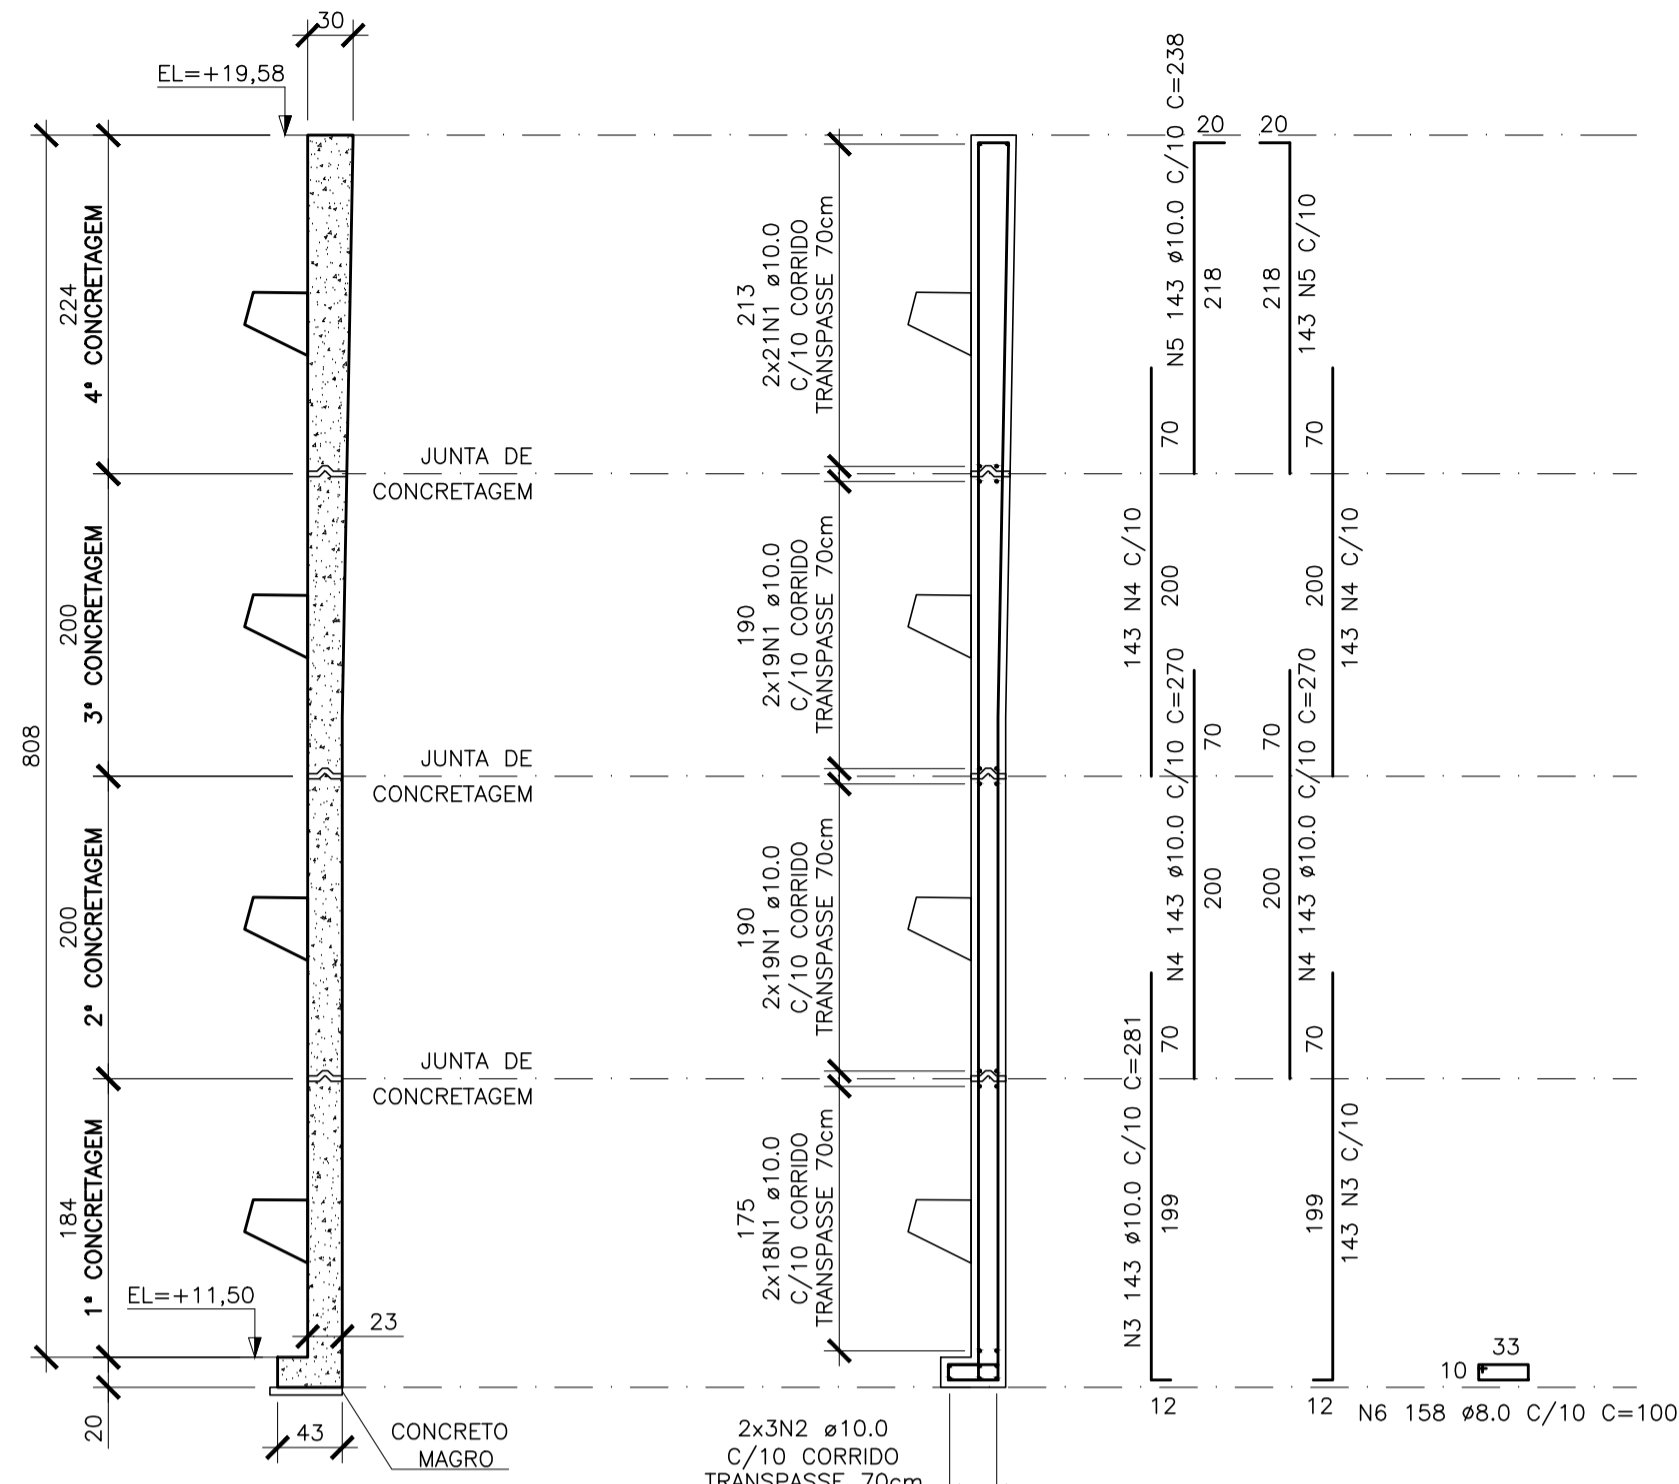 30
EL=+19,58
808
224
4ª CONCRETAGEM
200
3ª CONCRETAGEM
200
2ª CONCRETAGEM
184
1ª CONCRETAGEM
20
JUNTA DE
CONCRETAGEM
JUNTA DE
CONCRETAGEM
JUNTA DE
CONCRETAGEM
EL=+11,50
23
43
CONCRETO
MAGRO
213
2x21N1 ø10.0
C/10 CORRIDO
TRANSPASSE 70cm
190
2x19N1 ø10.0
C/10 CORRIDO
TRANSPASSE 70cm
190
2x19N1 ø10.0
C/10 CORRIDO
TRANSPASSE 70cm
175
2x18N1 ø10.0
C/10 CORRIDO
TRANSPASSE 70cm
2x3N2 ø10.0
C/10 CORRIDO
TRANSPASSE 70cm
N5 143 ø10.0 C/10 C=238
20
20
218
218
143 N5 C/10
70
70
143 N4 C/10
200
200
143 N4 C/10
N4 143 ø10.0 C/10 C=270
70
70
N4 143 ø10.0 C/10 C=270
200
200
70
70
N3 143 ø10.0 C/10 C=281
199
199
143 N3 C/10
12
12
33
10
N6 158 ø8.0 C/10 C=100